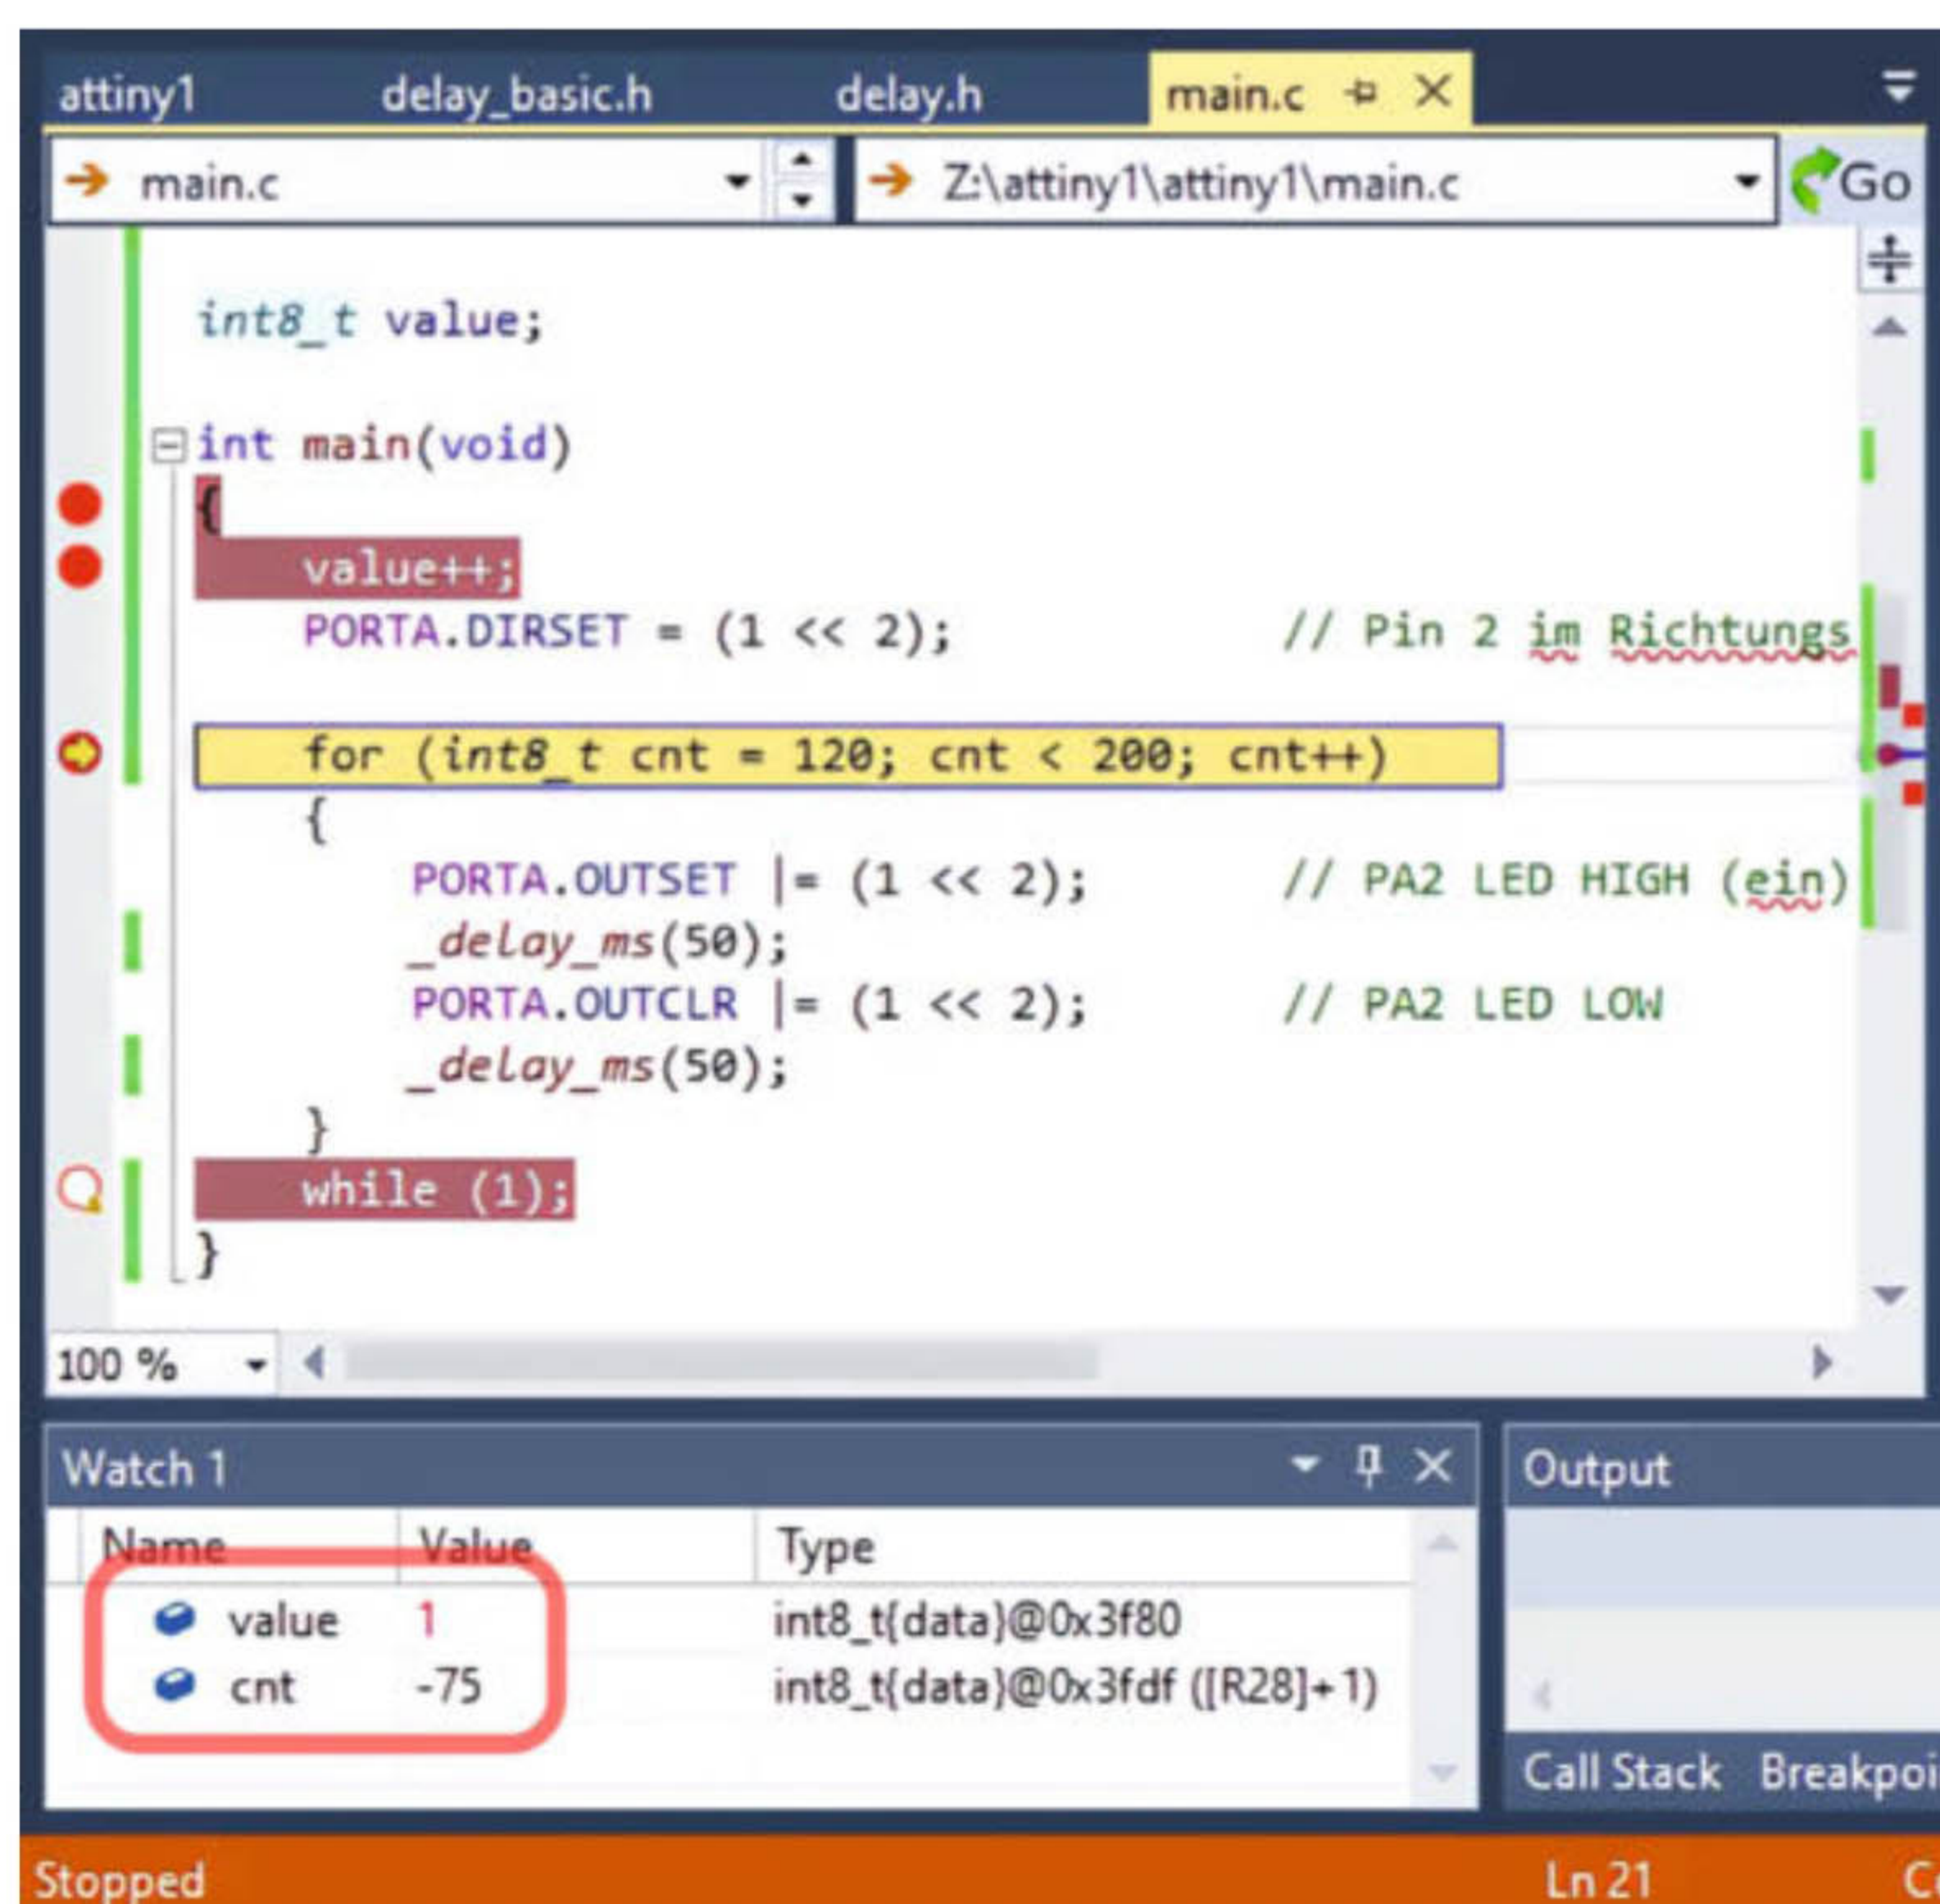 attiny1 delay_basic.h delay.h main.c
main.c Z:\attiny1\attiny1\main.c Go
int8_t value;
int main(void)
{
value++;
PORTA.DIRSET = (1 << 2); // Pin 2 im Richtungs
for (int8_t cnt = 120; cnt < 200; cnt++)
{
PORTA.OUTSET |= (1 << 2); // PA2 LED HIGH (ein)
_delay_ms(50);
PORTA.OUTCLR |= (1 << 2); // PA2 LED LOW
_delay_ms(50);
}
while (1);
}
100 %
Watch 1 Output
Name Value Type
value 1 int8_t{data}@0x3f80
cnt -75 int8_t{data}@0x3fdf ([R28]+1)
Call Stack Breakpoi
Stopped Ln 21 C